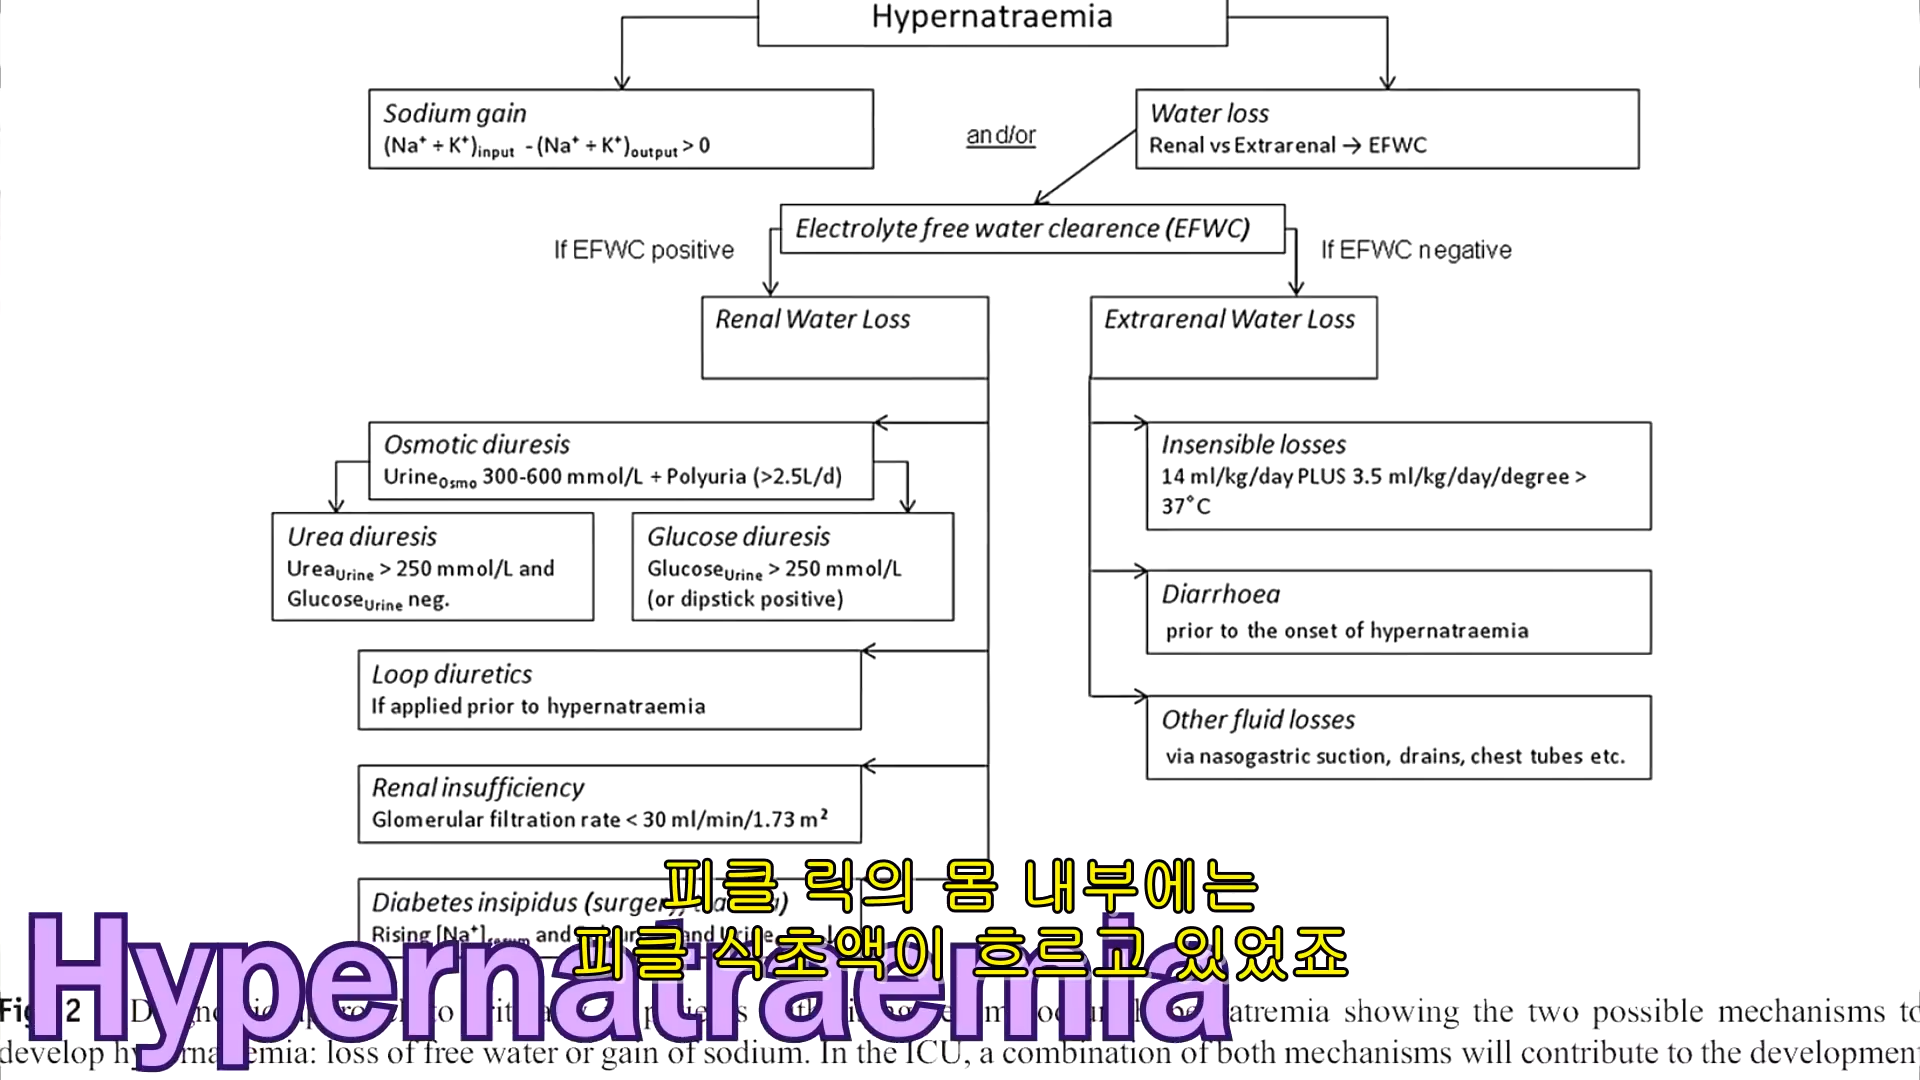 Hypernatraemia
Sodium gain
(Na⁺ + K⁺)input - (Na⁺ + K⁺)output > 0
and/or
Water loss
Renal vs Extrarenal → EFWC
Electrolyte free water clearence (EFWC)
If EFWC positive
If EFWC negative
Renal Water Loss
Extrarenal Water Loss
Osmotic diuresis
UrineOsmo 300-600 mmol/L + Polyuria (>2.5L/d)
Urea diuresis
UreaUrine > 250 mmol/L and
GlucoseUrine neg.
Glucose diuresis
GlucoseUrine > 250 mmol/L
(or dipstick positive)
Loop diuretics
If applied prior to hypernatraemia
Renal insufficiency
Glomerular filtration rate < 30 ml/min/1.73 m²
Diabetes insipidus (surgery,
Rising [Na⁺] and and
Insensible losses
14 ml/kg/day PLUS 3.5 ml/kg/day/degree >
37°C
Diarrhoea
prior to the onset of hypernatraemia
Other fluid losses
via nasogastric suction, drains, chest tubes etc.
피클 릭의 몸 내부에는
피클 식초액이 흐르고 있었죠
Hypernatraemia
2 to showing the two possible mechanisms to
develop loss of free water or gain of sodium. In the ICU, a combination of both mechanisms will contribute to the development